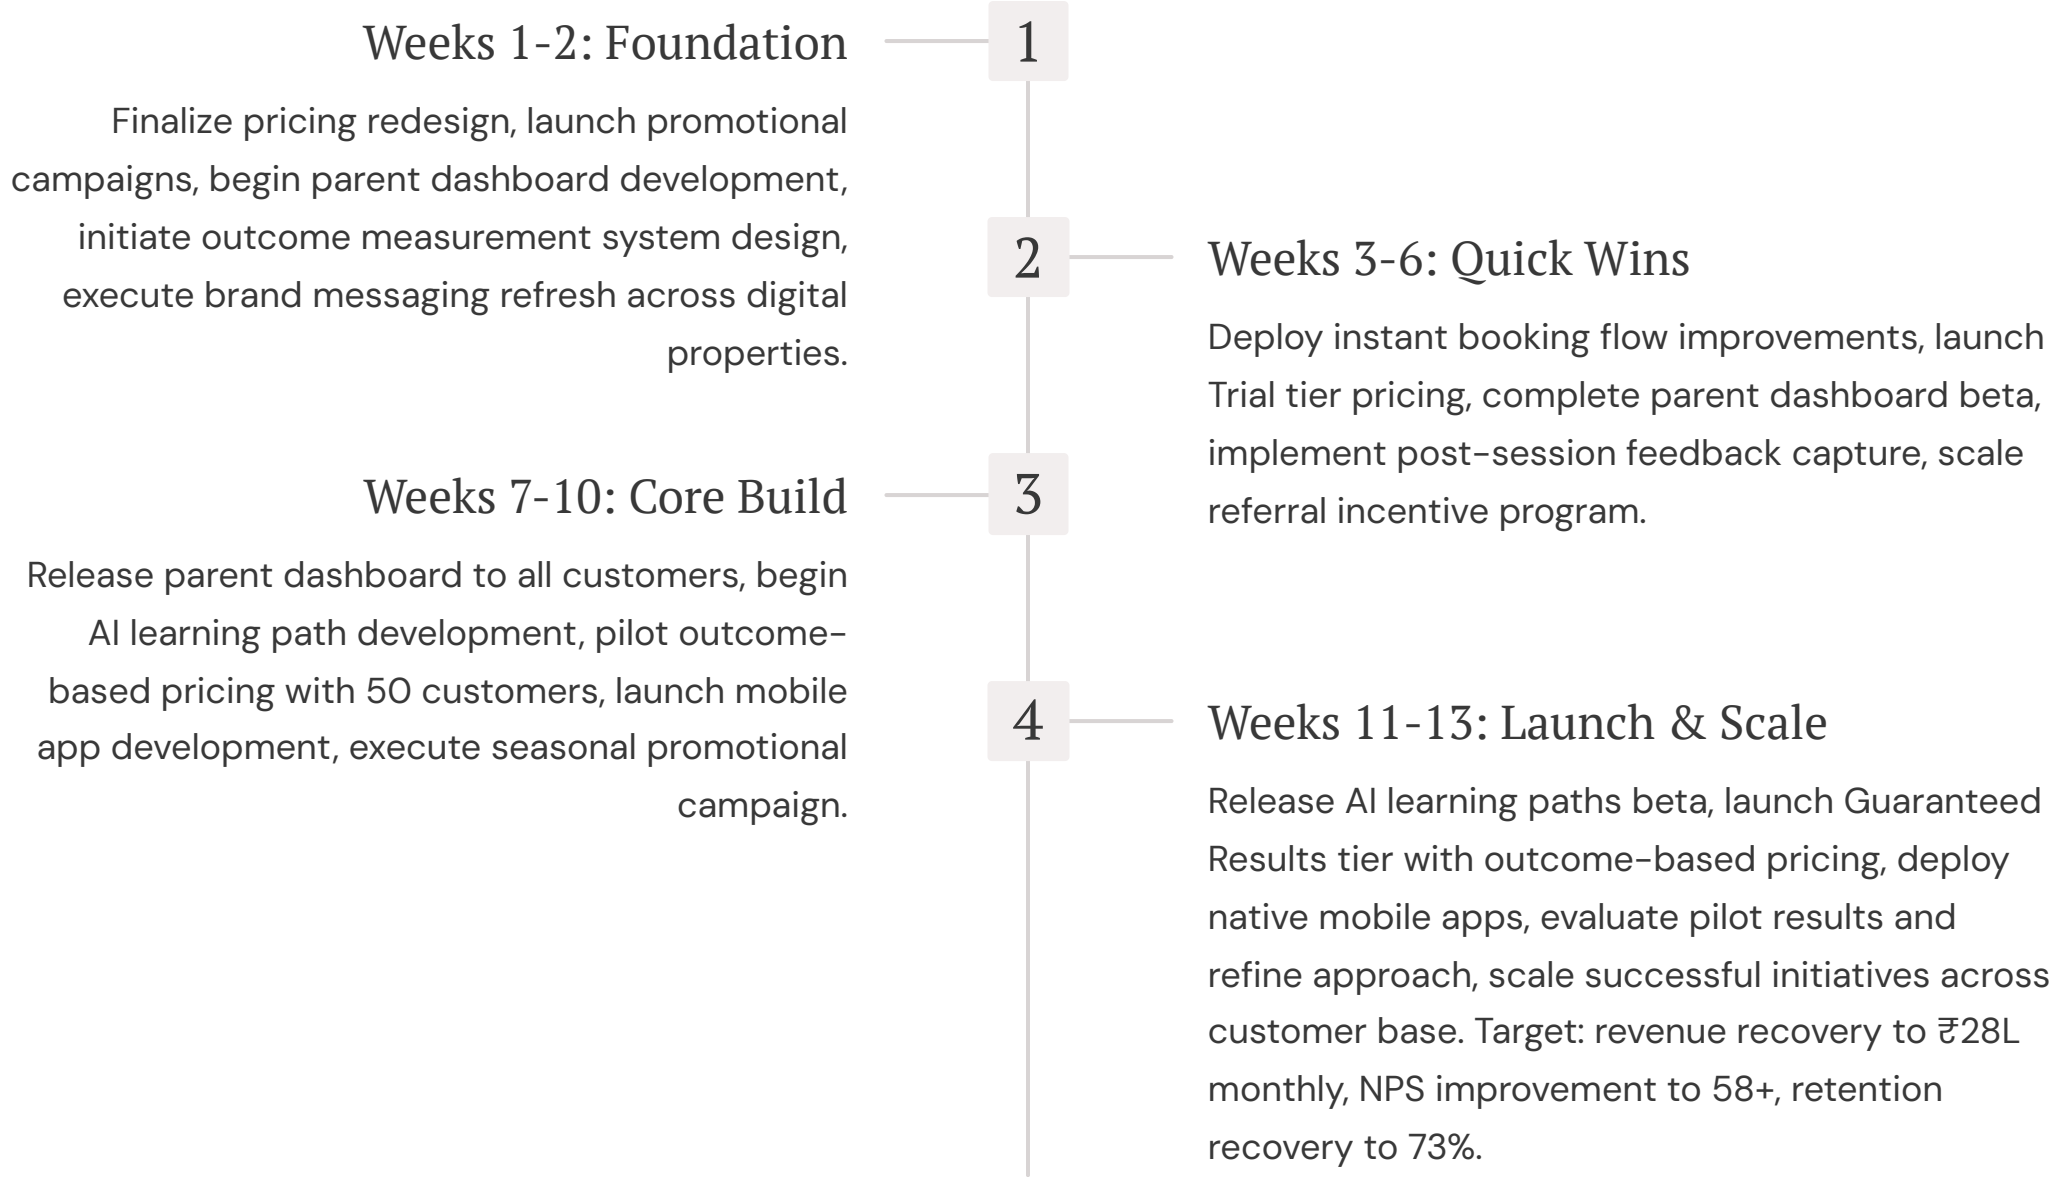 1
Weeks 1-2: Foundation
Finalize pricing redesign, launch promotional
campaigns, begin parent dashboard development,
initiate outcome measurement system design,
execute brand messaging refresh across digital
properties.
2
Weeks 3-6: Quick Wins
Deploy instant booking flow improvements, launch
Trial tier pricing, complete parent dashboard beta,
implement post-session feedback capture, scale
referral incentive program.
3
Weeks 7-10: Core Build
Release parent dashboard to all customers, begin
AI learning path development, pilot outcome-
based pricing with 50 customers, launch mobile
app development, execute seasonal promotional
campaign.
4
Weeks 11-13: Launch & Scale
Release AI learning paths beta, launch Guaranteed
Results tier with outcome-based pricing, deploy
native mobile apps, evaluate pilot results and
refine approach, scale successful initiatives across
customer base. Target: revenue recovery to ₹28L
monthly, NPS improvement to 58+, retention
recovery to 73%.